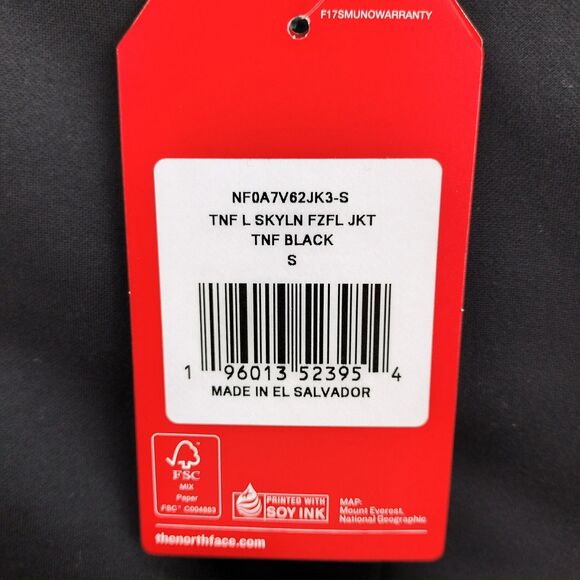 F17SMUNOWARRANTY
NF0A7V62JK3-S
TNF L SKYLN FZFL JKT
TNF BLACK
S
1 96013 52395 4
MADE IN EL SALVADOR
FSC
MIX
Paper
FSC™ C004863
PRINTED WITH
SOY INK
MAP:
Mount Everest,
National Geographic
thenorthface.com